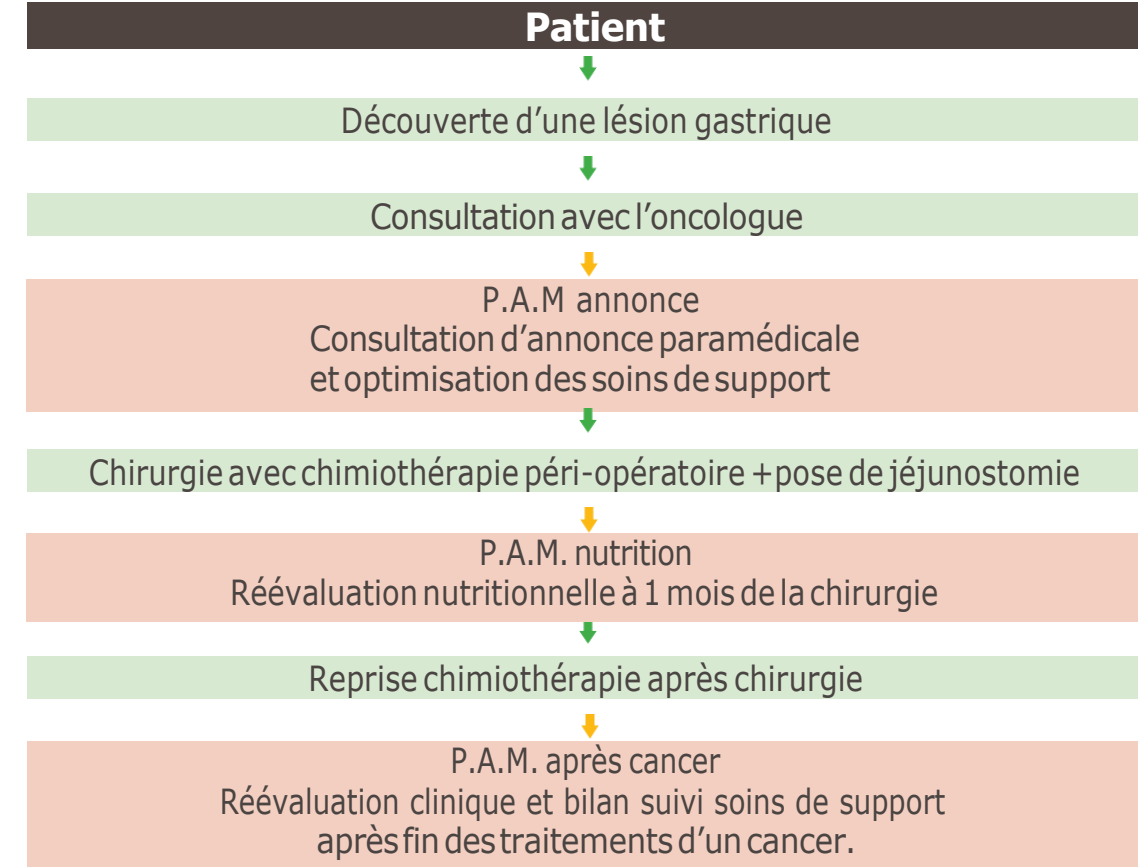 Patient
Découverte d’une lésion gastrique
Consultation avec l’oncologue
P.A.M annonce
Consultation d’annonce paramédicale
et optimisation des soins de support
Chirurgie avec chimiothérapie péri-opératoire + pose de jéjunostomie
P.A.M. nutrition
Réévaluation nutritionnelle à 1 mois de la chirurgie
Reprise chimiothérapie après chirurgie
P.A.M. après cancer
Réévaluation clinique et bilan suivi soins de support
après fin des traitements d’un cancer.